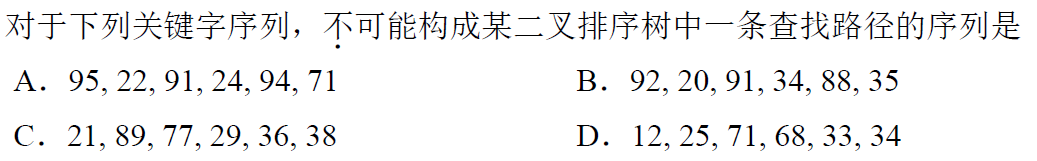 对于下列关键字序列，不可能构成某二叉排序树中一条查找路径的序列是
A．95, 22, 91, 24, 94, 71 B．92, 20, 91, 34, 88, 35
C．21, 89, 77, 29, 36, 38 D．12, 25, 71, 68, 33, 34